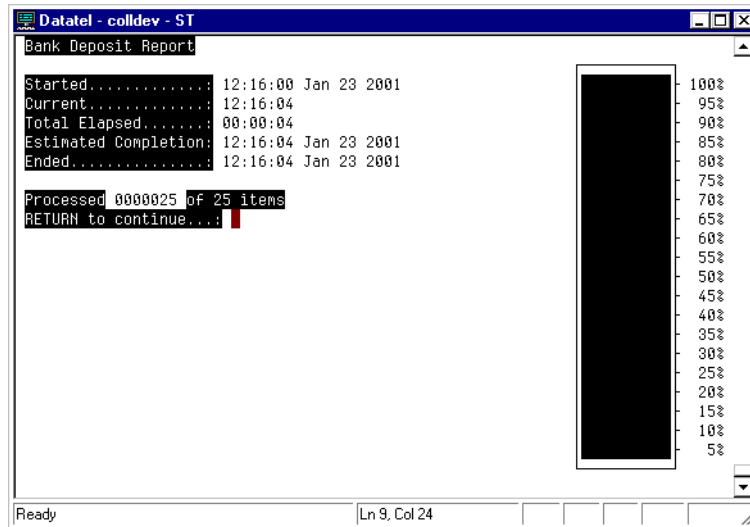 Datatel - colldev - ST
Bank Deposit Report
Started.............: 12:16:00 Jan 23 2001
Current.............: 12:16:04
Total Elapsed.......: 00:00:04
Estimated Completion: 12:16:04 Jan 23 2001
Ended...............: 12:16:04 Jan 23 2001
Processed 0000025 of 25 items
RETURN to continue...:
100%
95%
90%
85%
80%
75%
70%
65%
60%
55%
50%
45%
40%
35%
30%
25%
20%
15%
10%
5%
Ready
Ln 9, Col 24